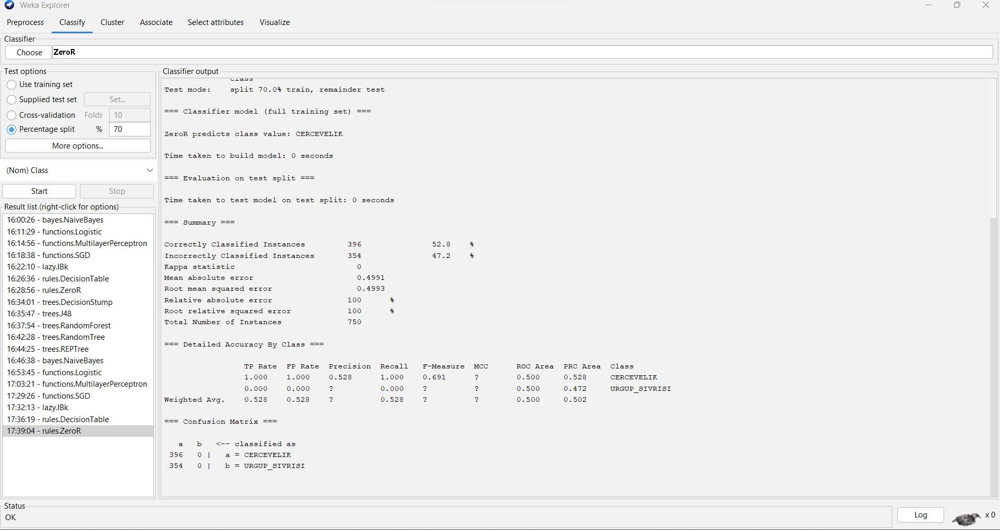 Weka Explorer
Preprocess Classify Cluster Associate Select attributes Visualize
Classifier
Choose ZeroR
Test options
Use training set
Supplied test set Set...
Cross-validation Folds 10
Percentage split % 70
More options...
(Nom) Class
Start Stop
Result list (right-click for options)
16:00:26 - bayes.NaiveBayes
16:11:29 - functions.Logistic
16:14:56 - functions.MultilayerPerceptron
16:18:38 - functions.SGD
16:22:10 - lazy.IBk
16:26:36 - rules.DecisionTable
16:28:56 - rules.ZeroR
16:34:01 - trees.DecisionStump
16:35:47 - trees.J48
16:37:54 - trees.RandomForest
16:42:28 - trees.RandomTree
16:44:25 - trees.REPTree
16:46:38 - bayes.NaiveBayes
16:53:45 - functions.Logistic
17:03:21 - functions.MultilayerPerceptron
17:29:26 - functions.SGD
17:32:13 - lazy.IBk
17:36:19 - rules.DecisionTable
17:39:04 - rules.ZeroR
Classifier output
Class
Test mode: split 70.0% train, remainder test
=== Classifier model (full training set) ===
ZeroR predicts class value: CERCEVELIK
Time taken to build model: 0 seconds
=== Evaluation on test split ===
Time taken to test model on test split: 0 seconds
=== Summary ===
Correctly Classified Instances 396 52.8 %
Incorrectly Classified Instances 354 47.2 %
Kappa statistic 0
Mean absolute error 0.4991
Root mean squared error 0.4993
Relative absolute error 100 %
Root relative squared error 100 %
Total Number of Instances 750
=== Detailed Accuracy By Class ===
TP Rate FP Rate Precision Recall F-Measure MCC ROC Area PRC Area Class
1.000 1.000 0.528 1.000 0.691 ? 0.500 0.528 CERCEVELIK
0.000 0.000 ? 0.000 ? ? 0.500 0.472 URGUP_SIVRISI
Weighted Avg. 0.528 0.528 ? 0.528 ? ? 0.500 0.502
=== Confusion Matrix ===
a b <-- classified as
396 0 | a = CERCEVELIK
354 0 | b = URGUP_SIVRISI
Status
OK
Log x 0